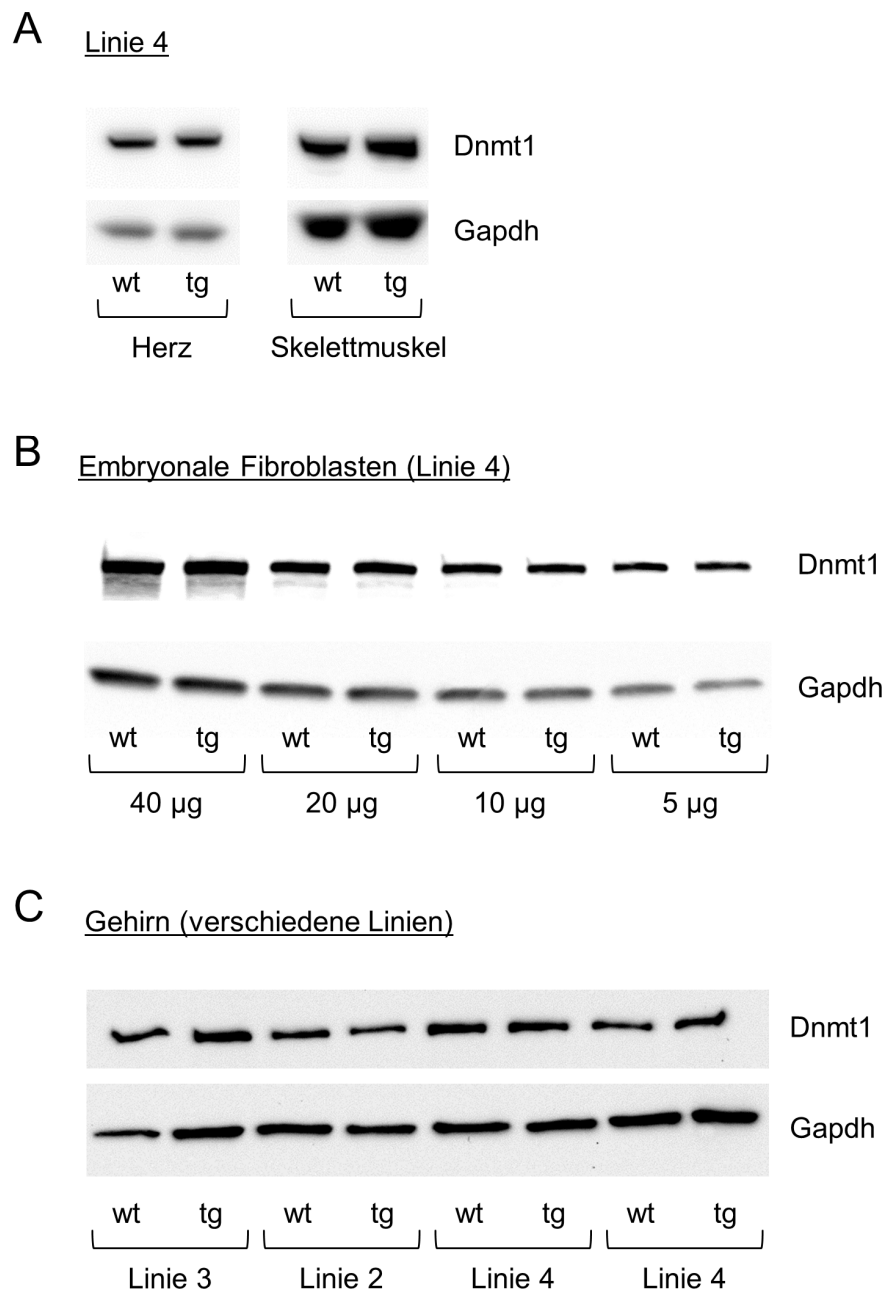 A
Linie 4
Dnmt1
Gapdh
wt tg wt tg
Herz Skelettmuskel
B
Embryonale Fibroblasten (Linie 4)
Dnmt1
Gapdh
wt tg wt tg wt tg wt tg
40 µg 20 µg 10 µg 5 µg
C
Gehirn (verschiedene Linien)
Dnmt1
Gapdh
wt tg wt tg wt tg wt tg
Linie 3 Linie 2 Linie 4 Linie 4